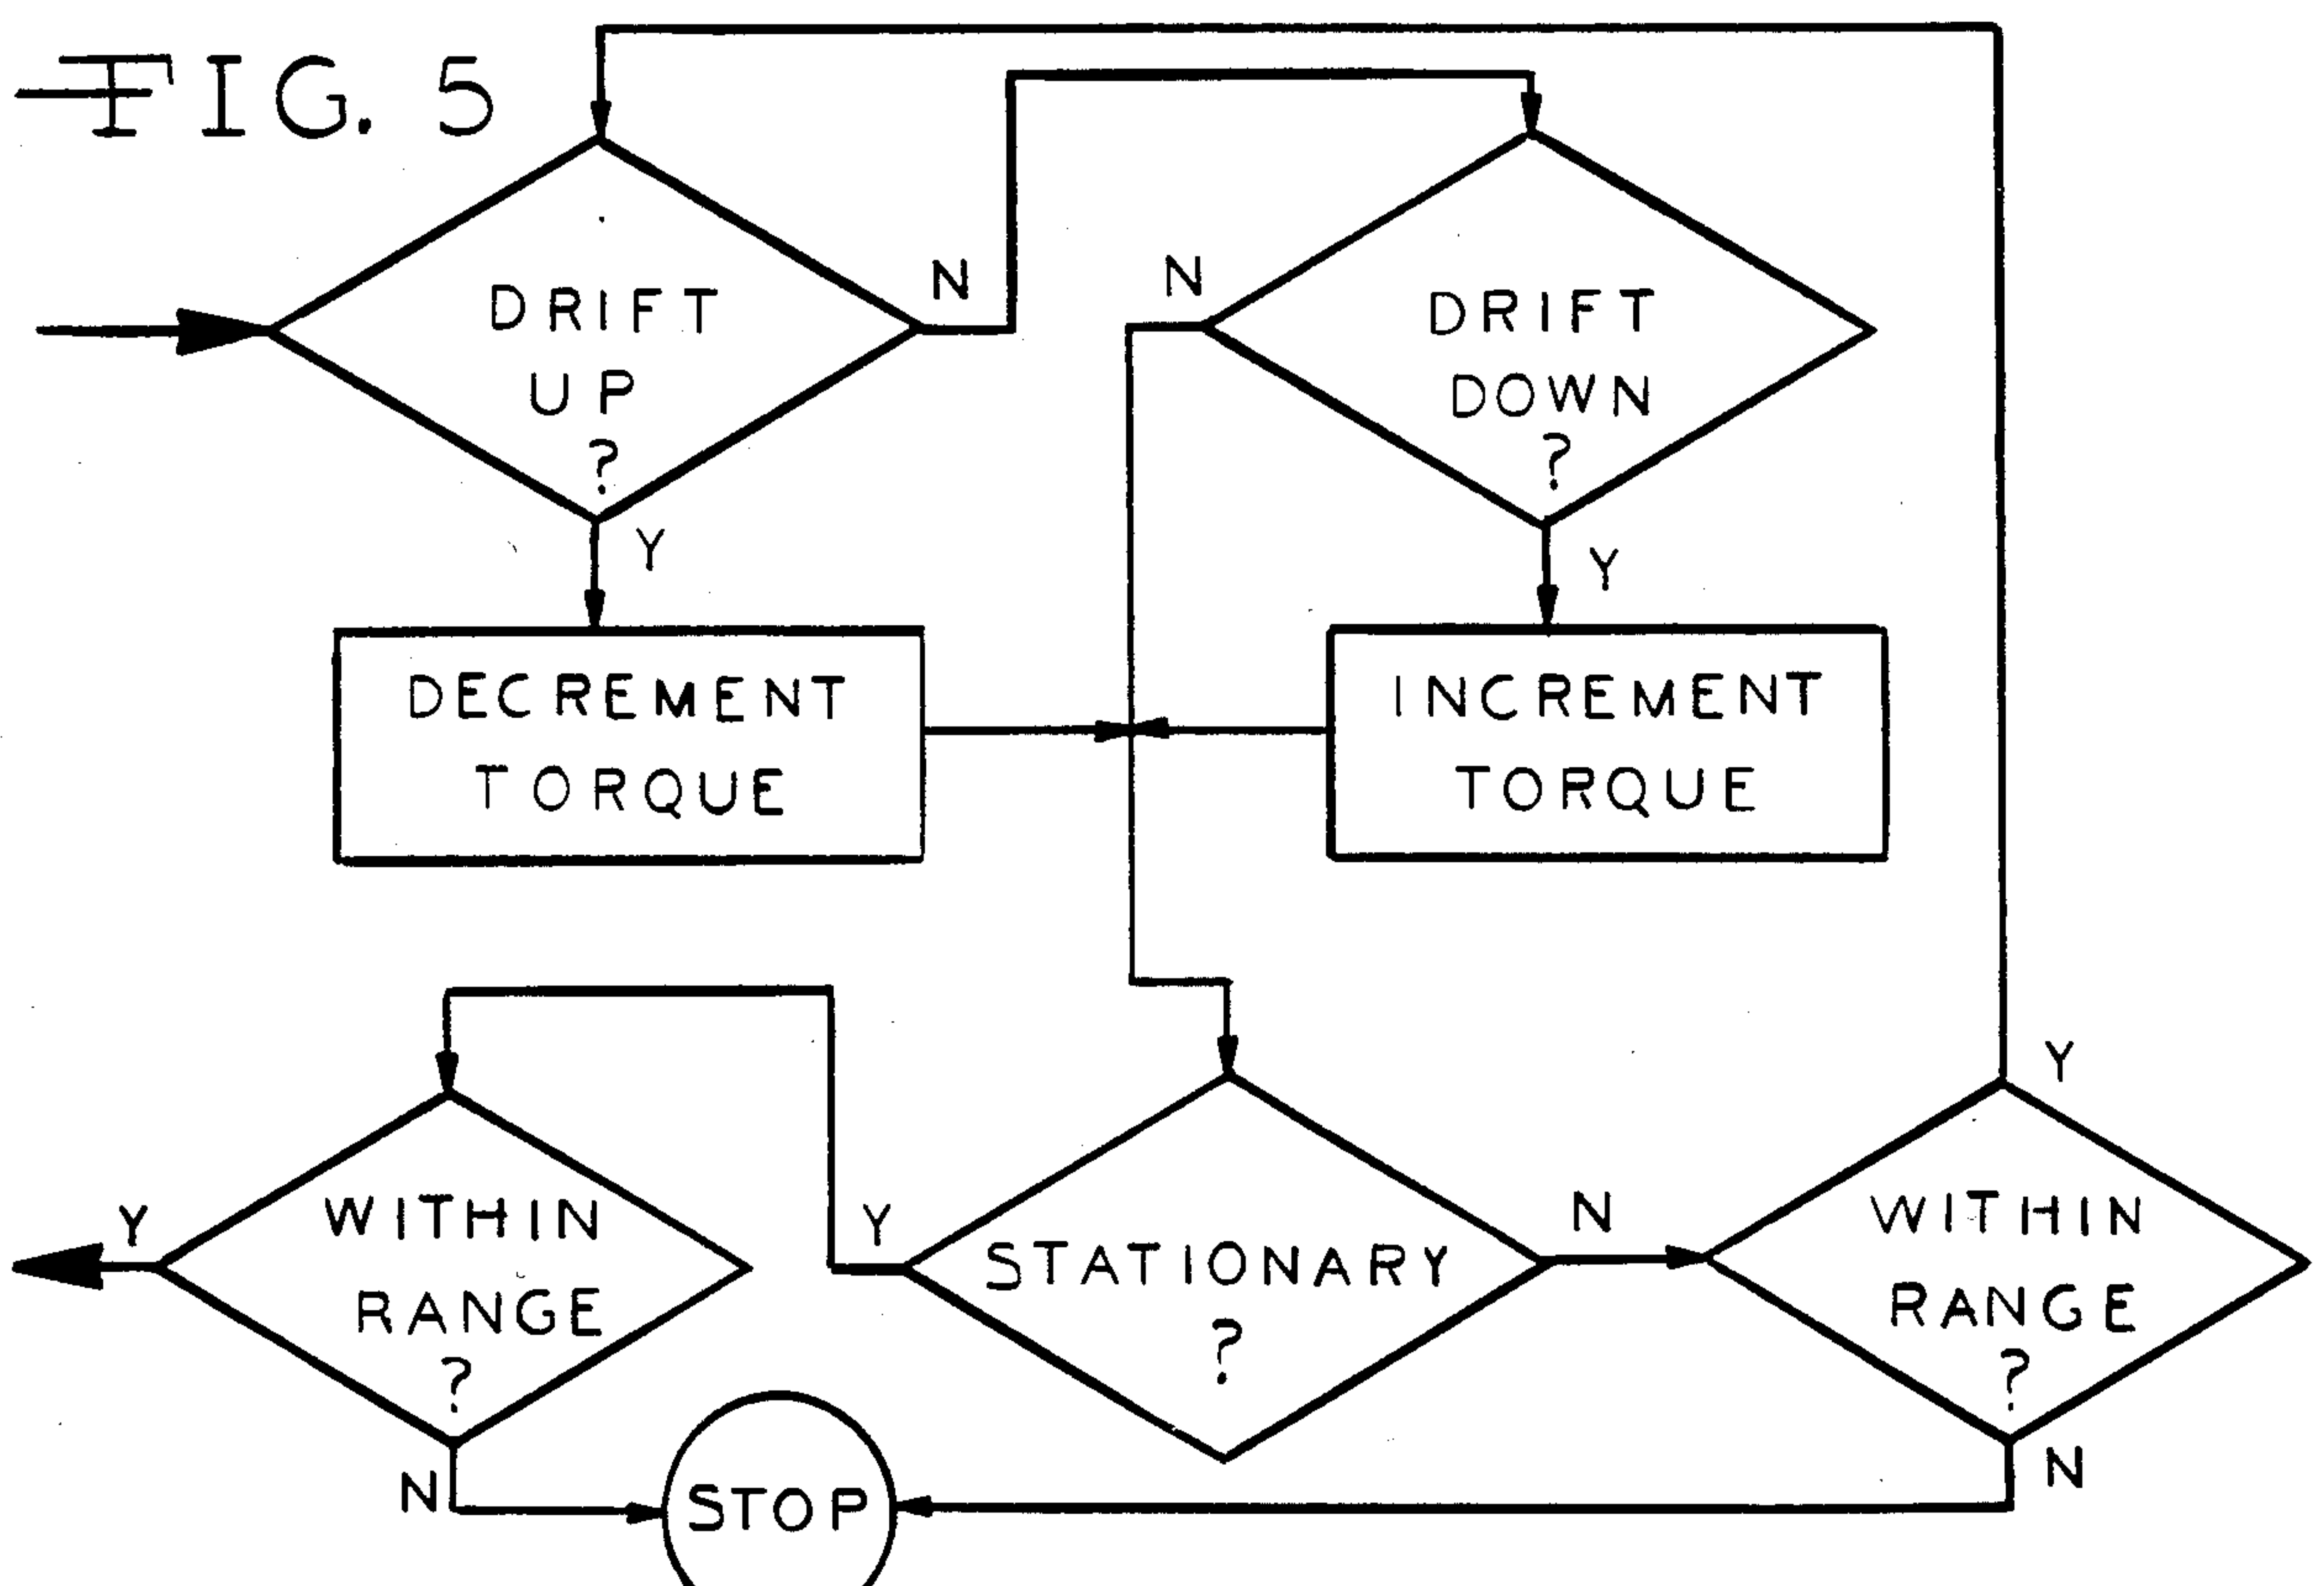 FIG. 5
DRIFT
UP
?
N
Y
N
DRIFT
DOWN
?
Y
DECREMENT
TORQUE
INCREMENT
TORQUE
Y
WITHIN
RANGE
?
N
Y
STATIONARY
?
N
Y
WITHIN
RANGE
?
N
STOP